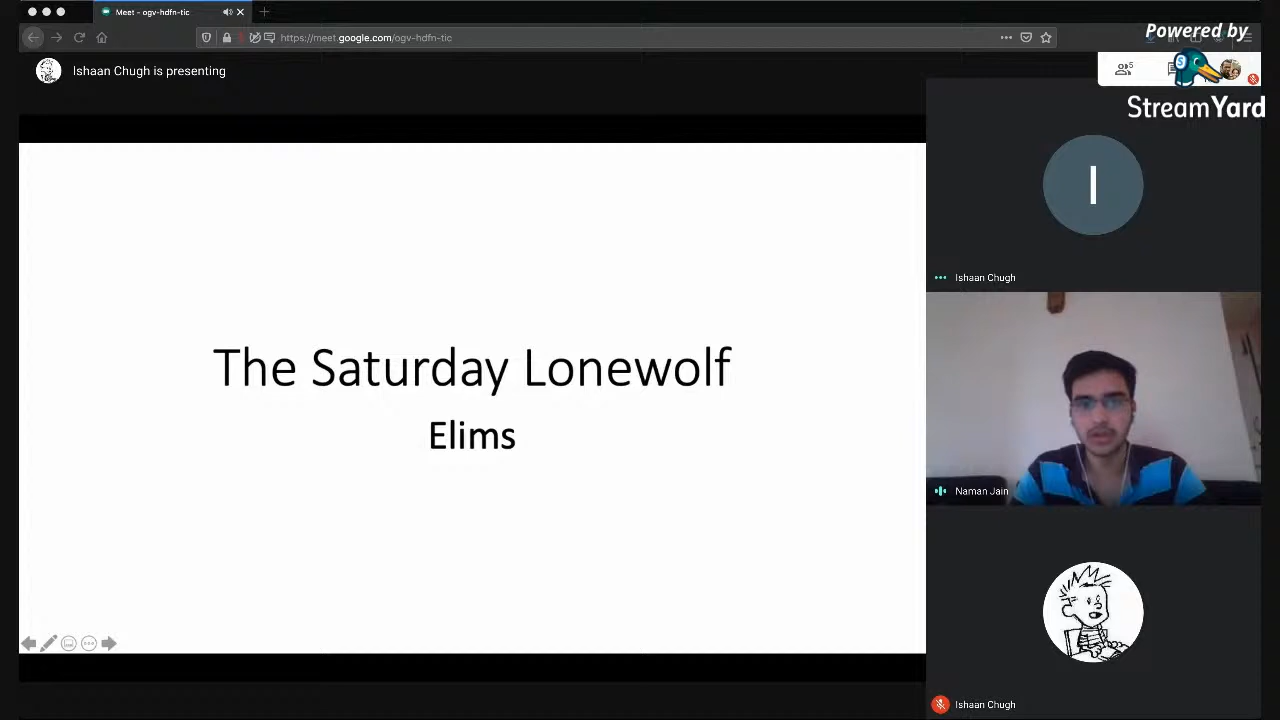 Meet - ogv-hdfn-tic
https://meet.google.com/ogv-hdfn-tic
Powered by
StreamYard
Ishaan Chugh is presenting
5
S
I
Ishaan Chugh
The Saturday Lonewolf
Elims
Naman Jain
Ishaan Chugh